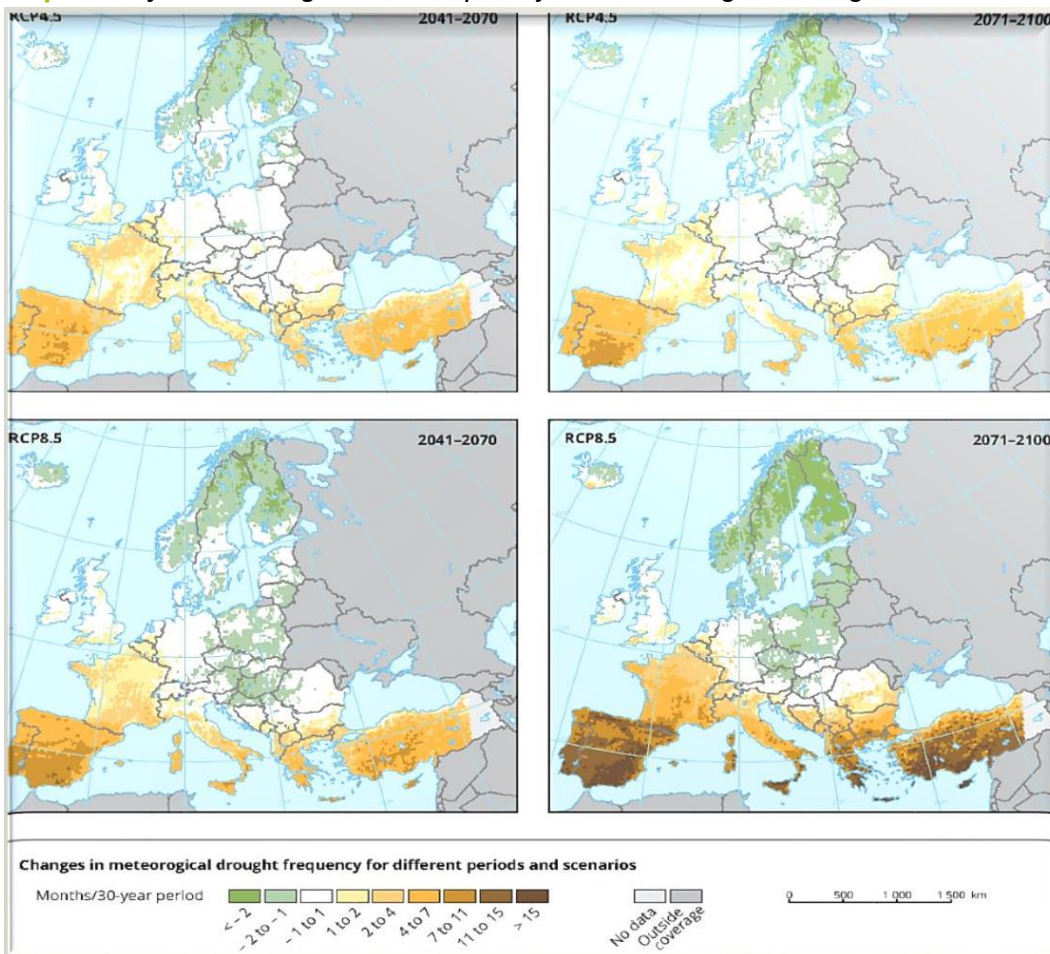 RCP4.5 2041–2070
RCP4.5 2071–2100
RCP8.5 2041–2070
RCP8.5 2071–2100
Changes in meteorogical drought frequency for different periods and scenarios
Months/30-year period
< - 2
- 2 to - 1
- 1 to 1
1 to 2
2 to 4
4 to 7
7 to 11
11 to 15
> 15
No data
Outside
coverage
0 500 1 000 1 500 km